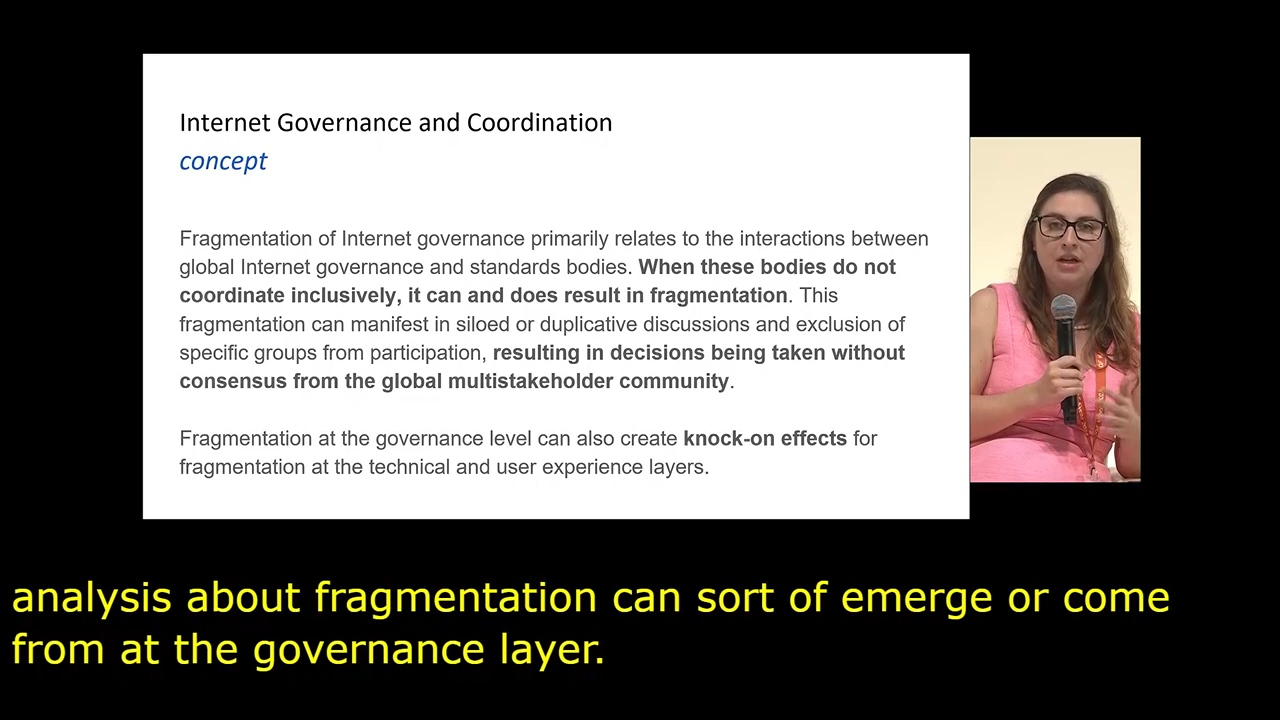 Internet Governance and Coordination
concept
Fragmentation of Internet governance primarily relates to the interactions between
global Internet governance and standards bodies. When these bodies do not
coordinate inclusively, it can and does result in fragmentation. This
fragmentation can manifest in siloed or duplicative discussions and exclusion of
specific groups from participation, resulting in decisions being taken without
consensus from the global multistakeholder community.
Fragmentation at the governance level can also create knock-on effects for
fragmentation at the technical and user experience layers.
analysis about fragmentation can sort of emerge or come
from at the governance layer.